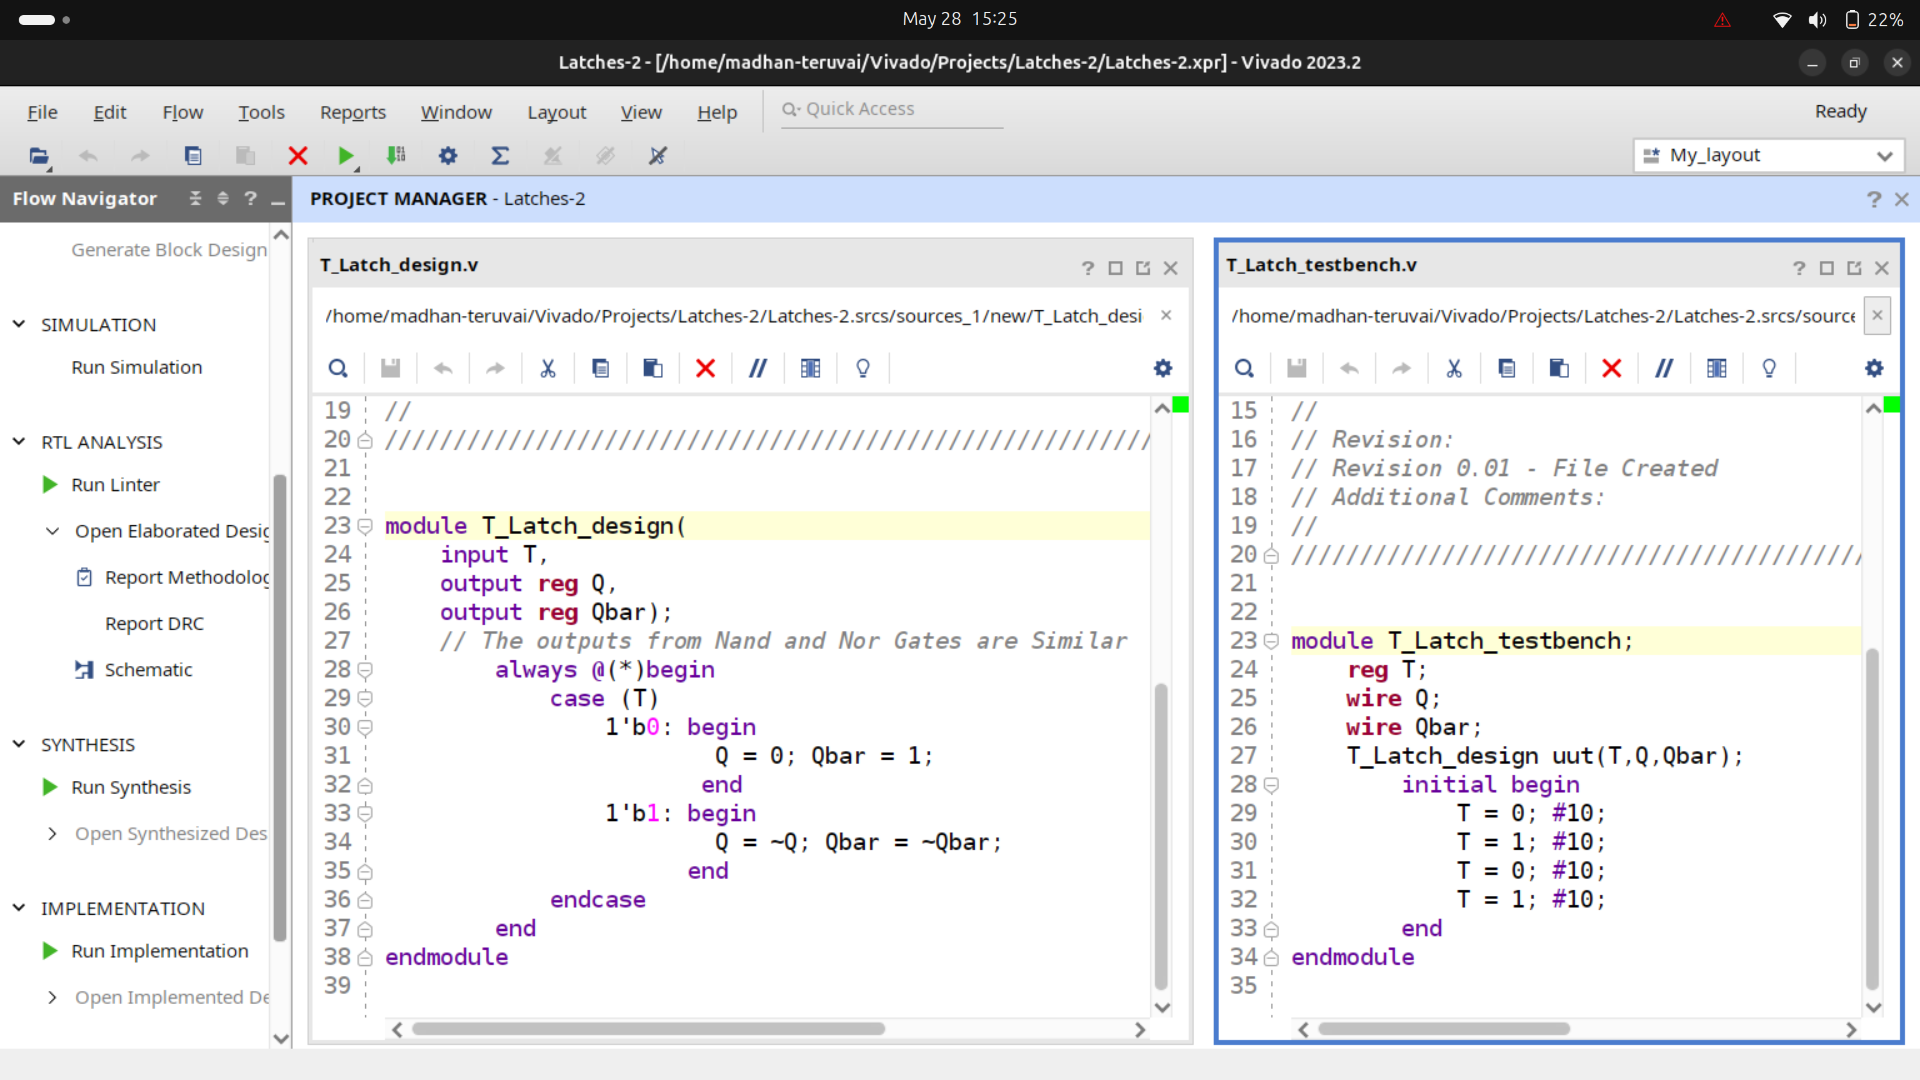 May 28 15:25
22%
Latches-2 - [/home/madhan-teruvai/Vivado/Projects/Latches-2/Latches-2.xpr] - Vivado 2023.2
File Edit Flow Tools Reports Window Layout View Help Quick Access Ready
My_layout
Flow Navigator
PROJECT MANAGER - Latches-2
Generate Block Design
SIMULATION
Run Simulation
RTL ANALYSIS
Run Linter
Open Elaborated Desig
Report Methodolog
Report DRC
Schematic
SYNTHESIS
Run Synthesis
Open Synthesized Des
IMPLEMENTATION
Run Implementation
Open Implemented De
T_Latch_design.v
/home/madhan-teruvai/Vivado/Projects/Latches-2/Latches-2.srcs/sources_1/new/T_Latch_desi
19 //
20 ////////////////////////////////////////////////////////
21
22
23 module T_Latch_design(
24     input T,
25     output reg Q,
26     output reg Qbar);
27     // The outputs from Nand and Nor Gates are Similar
28         always @(*)begin
29             case (T)
30                 1'b0: begin
31                         Q = 0; Qbar = 1;
32                        end
33                 1'b1: begin
34                         Q = ~Q; Qbar = ~Qbar;
35                       end
36             endcase
37         end
38 endmodule
39
T_Latch_testbench.v
/home/madhan-teruvai/Vivado/Projects/Latches-2/Latches-2.srcs/source
15 //
16 // Revision:
17 // Revision 0.01 - File Created
18 // Additional Comments:
19 //
20 //////////////////////////////////////////
21
22
23 module T_Latch_testbench;
24     reg T;
25     wire Q;
26     wire Qbar;
27     T_Latch_design uut(T,Q,Qbar);
28         initial begin
29             T = 0; #10;
30             T = 1; #10;
31             T = 0; #10;
32             T = 1; #10;
33         end
34 endmodule
35